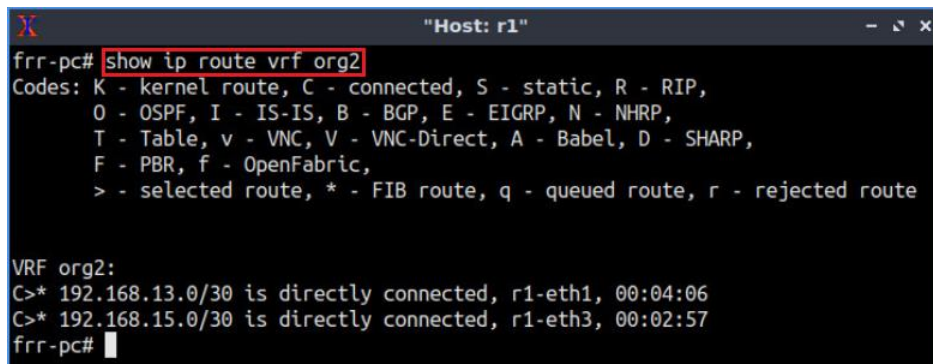 "Host: r1"
frr-pc# show ip route vrf org2
Codes: K - kernel route, C - connected, S - static, R - RIP,
       O - OSPF, I - IS-IS, B - BGP, E - EIGRP, N - NHRP,
       T - Table, v - VNC, V - VNC-Direct, A - Babel, D - SHARP,
       F - PBR, f - OpenFabric,
       > - selected route, * - FIB route, q - queued route, r - rejected route
VRF org2:
C>* 192.168.13.0/30 is directly connected, r1-eth1, 00:04:06
C>* 192.168.15.0/30 is directly connected, r1-eth3, 00:02:57
frr-pc#